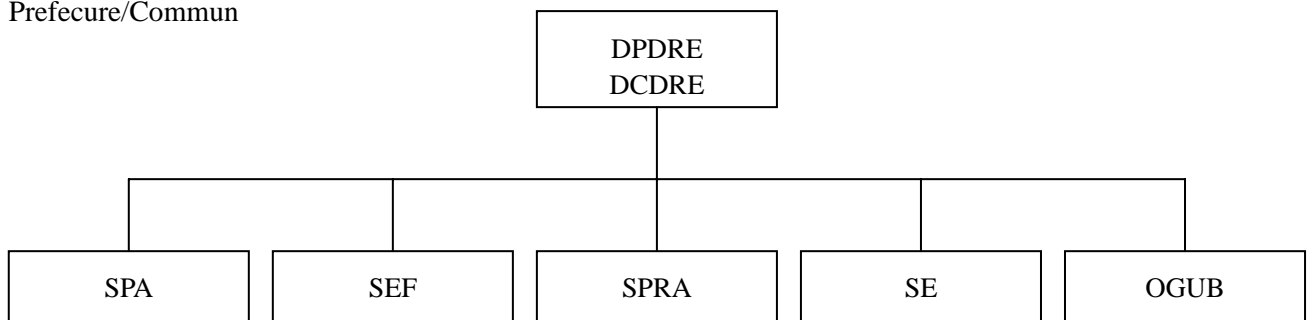 Prefecure/Commun
DPDRE
DCDRE
SPA
SEF
SPRA
SE
OGUB